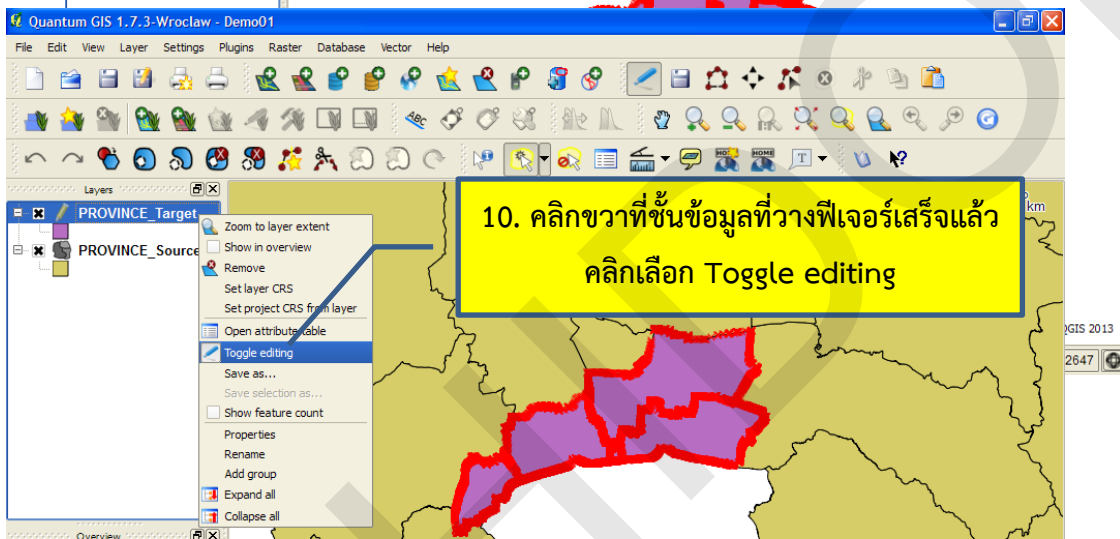 Quantum GIS 1.7.3-Wroclaw - Demo01
File Edit View Layer Settings Plugins Raster Database Vector Help
ABC
Layers
PROVINCE_Target
PROVINCE_Source
Zoom to layer extent
Show in overview
Remove
Set layer CRS
Set project CRS from layer
Open attribute table
Toggle editing
Save as...
Save selection as...
Show feature count
Properties
Rename
Add group
Expand all
Collapse all
Overview
10. คลิกขวาที่ชั้นข้อมูลที่วางฟีเจอร์เสร็จแล้ว
คลิกเลือก Toggle editing
km
QGIS 2013
2647